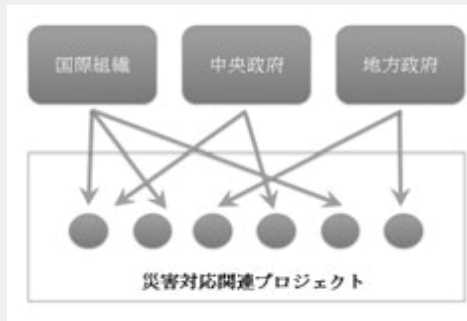 国際組織
中央政府
地方政府
災害対応関連プロジェクト